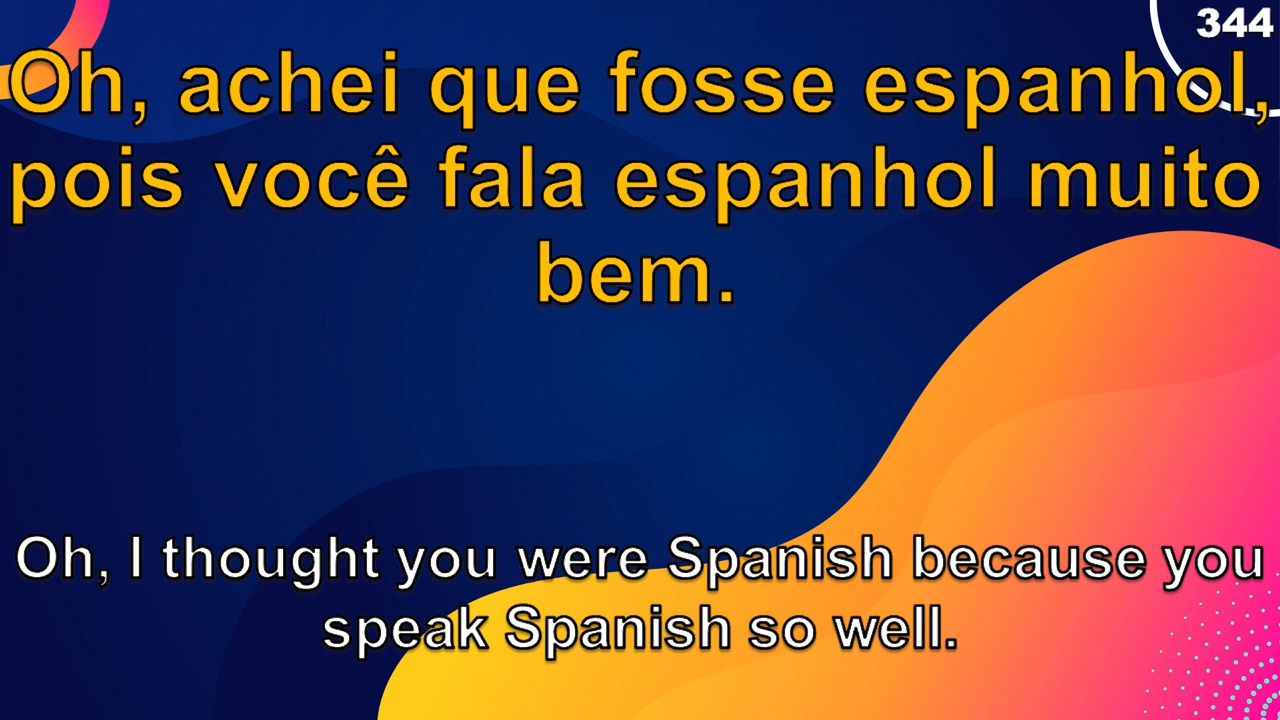 344
Oh, achei que fosse espanhol,
pois você fala espanhol muito
bem.
Oh, I thought you were Spanish because you
speak Spanish so well.